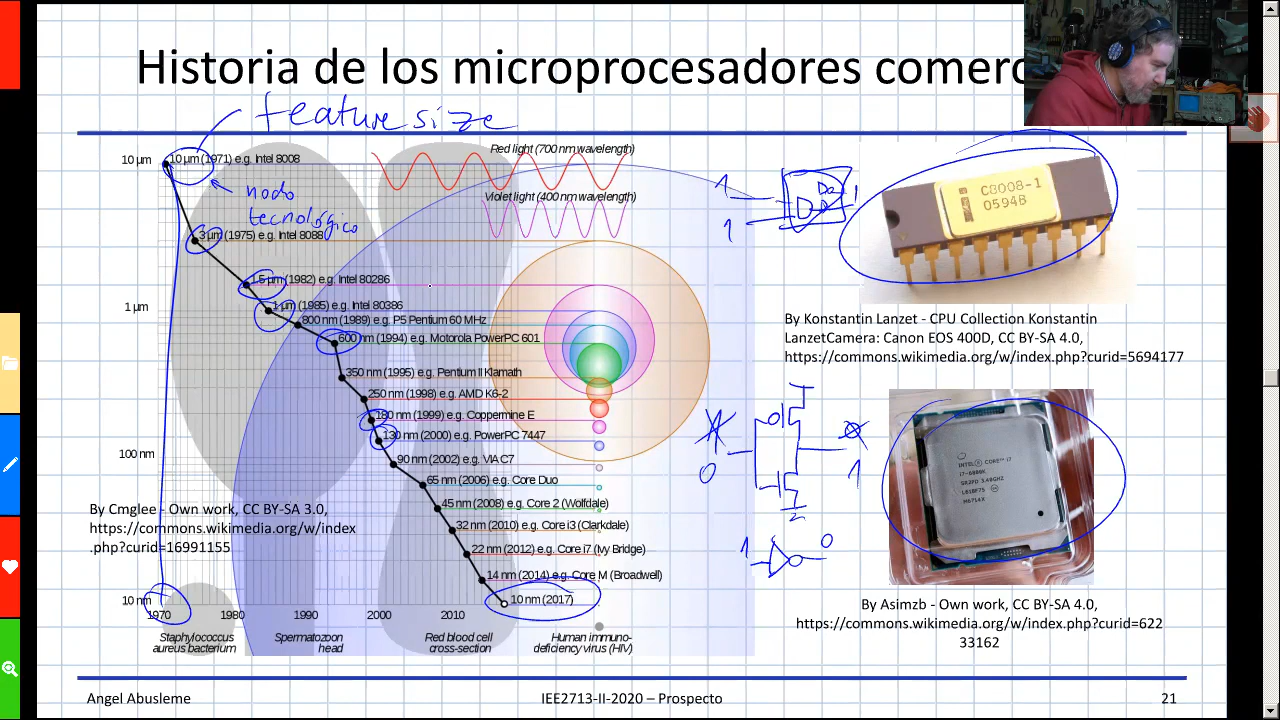 Historia de los microprocesadores comerc
feature size
10 µm
10 µm (1971) e.g. Intel 8008
nodo
tecnológico
3 µm (1975) e.g. Intel 8088
1.5 µm (1982) e.g. Intel 80286
1 µm
1 µm (1985) e.g. Intel 80386
800 nm (1989) e.g. P5 Pentium 60 MHz
600 nm (1994) e.g. Motorola PowerPC 601
350 nm (1995) e.g. Pentium II Klamath
250 nm (1998) e.g. AMD K6-2
180 nm (1999) e.g. Coppermine E
130 nm (2000) e.g. PowerPC 7447
100 nm
90 nm (2002) e.g. VIA C7
65 nm (2006) e.g. Core Duo
45 nm (2008) e.g. Core 2 (Wolfdale)
32 nm (2010) e.g. Core i3 (Clarkdale)
22 nm (2012) e.g. Core i7 (Ivy Bridge)
14 nm (2014) e.g. Core M (Broadwell)
10 nm
10 nm (2017)
1970 1980 1990 2000 2010
Staphylococcus
aureus bacterium
Spermatozoon
head
Red blood cell
cross-section
Human immuno-
deficiency virus (HIV)
Red light (700 nm wavelength)
Violet light (400 nm wavelength)
By Cmglee - Own work, CC BY-SA 3.0,
https://commons.wikimedia.org/w/index
.php?curid=16991155
1
1
1
0
1
1
0
C8008-1
0594B
By Konstantin Lanzet - CPU Collection Konstantin
LanzetCamera: Canon EOS 400D, CC BY-SA 4.0,
https://commons.wikimedia.org/w/index.php?curid=5694177
INTEL CORE i7
By Asimzb - Own work, CC BY-SA 4.0,
https://commons.wikimedia.org/w/index.php?curid=622
33162
Angel Abusleme
IEE2713-II-2020 – Prospecto
21